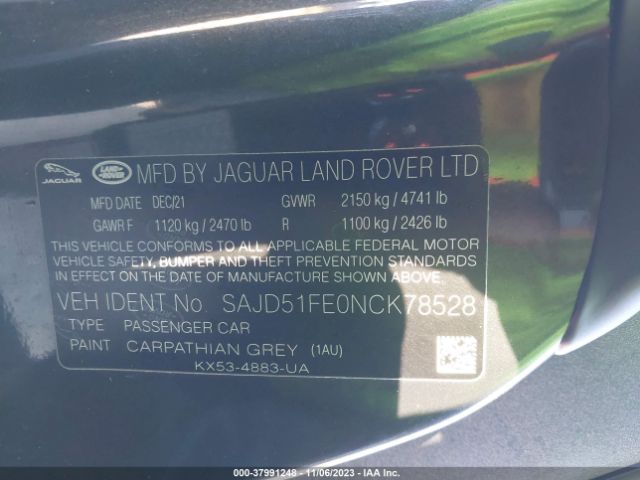 JAGUAR LAND ROVER MFD BY JAGUAR LAND ROVER LTD
MFD DATE DEC/21 GVWR 2150 kg / 4741 lb
GAWR F 1120 kg / 2470 lb R 1100 kg / 2426 lb
THIS VEHICLE CONFORMS TO ALL APPLICABLE FEDERAL MOTOR
VEHICLE SAFETY, BUMPER AND THEFT PREVENTION STANDARDS
IN EFFECT ON THE DATE OF MANUFACTURE SHOWN ABOVE.
VEH IDENT No SAJD51FE0NCK78528
TYPE PASSENGER CAR
PAINT CARPATHIAN GREY (1AU)
KX53-4883-UA
000-37991248 - 11/06/2023 - IAA Inc.